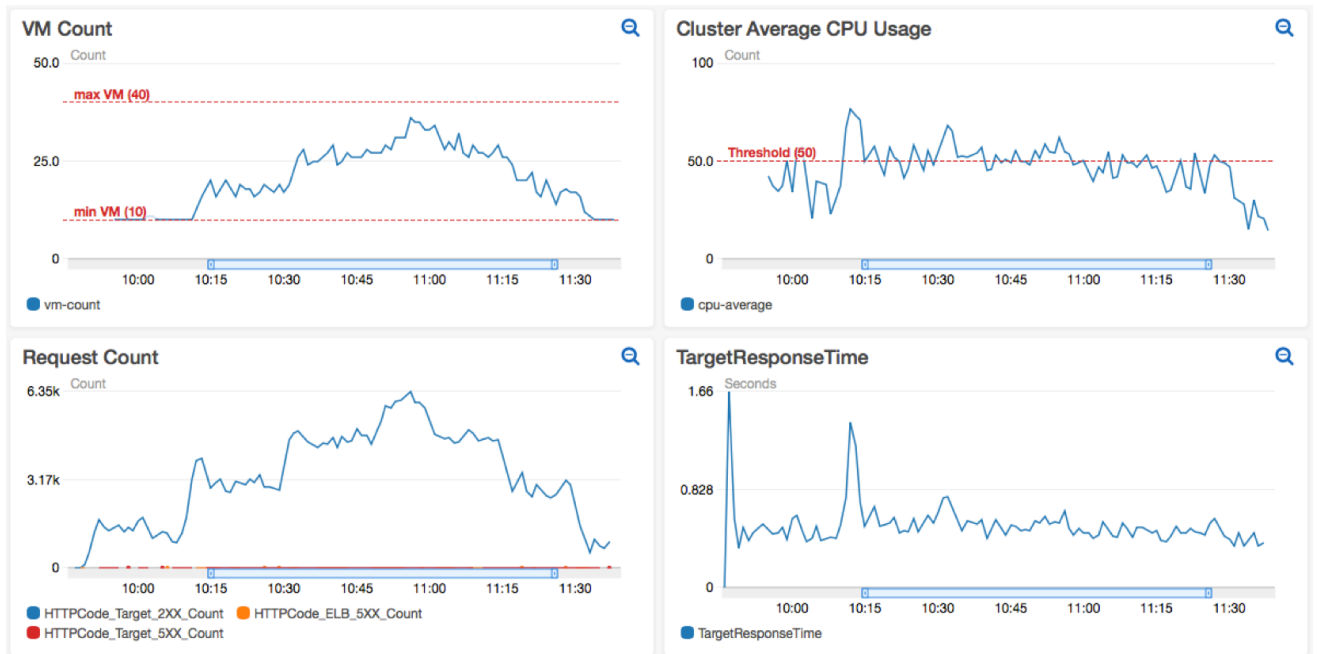 VM Count
Count
50.0
max VM (40)
25.0
min VM (10)
0
10:00 10:15 10:30 10:45 11:00 11:15 11:30
vm-count
Cluster Average CPU Usage
Count
100
Threshold (50)
50.0
0
10:00 10:15 10:30 10:45 11:00 11:15 11:30
cpu-average
Request Count
Count
6.35k
3.17k
0
10:00 10:15 10:30 10:45 11:00 11:15 11:30
HTTPCode_Target_2XX_Count HTTPCode_ELB_5XX_Count
HTTPCode_Target_5XX_Count
TargetResponseTime
Seconds
1.66
0.828
0
10:00 10:15 10:30 10:45 11:00 11:15 11:30
TargetResponseTime